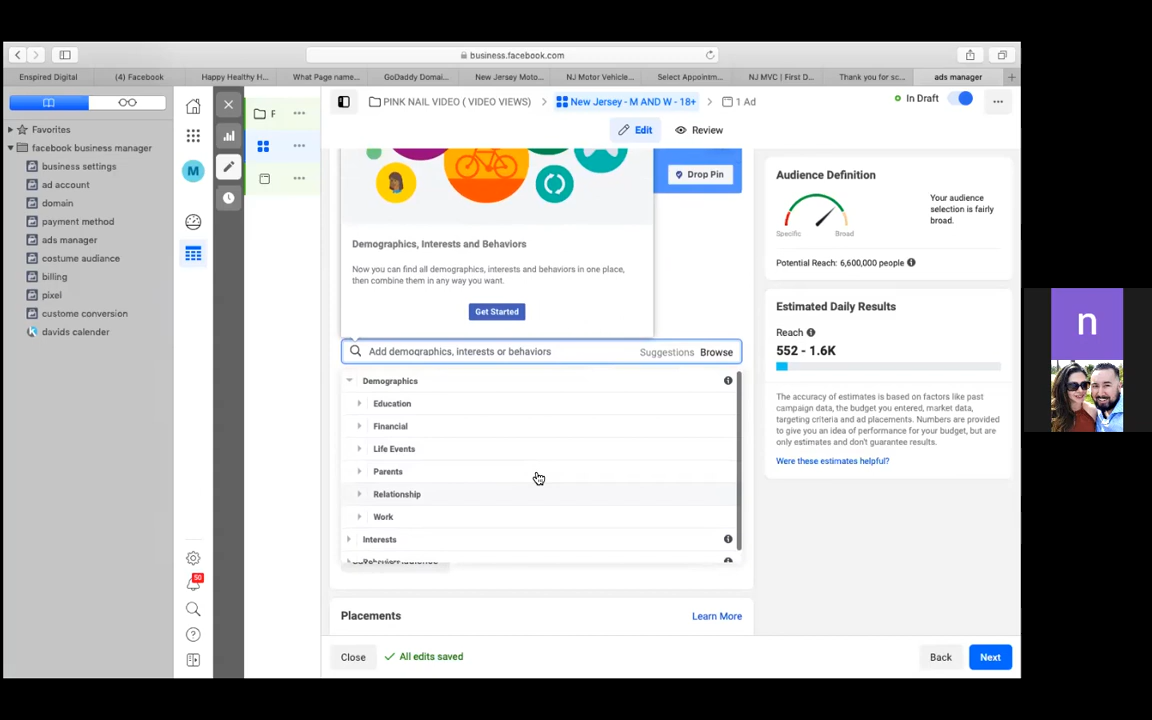 business.facebook.com
Enspired Digital
(4) Facebook
Happy Healthy H...
What Page name...
GoDaddy Domai...
New Jersey Moto...
NJ Motor Vehicle...
Select Appointm...
NJ MVC | First D...
Thank you for sc...
ads manager
Favorites
facebook business manager
business settings
ad account
domain
payment method
ads manager
costume audiance
billing
pixel
custome conversion
davids calender
M
50
F
PINK NAIL VIDEO ( VIDEO VIEWS)
New Jersey - M AND W - 18+
1 Ad
In Draft
Edit
Review
Drop Pin
Demographics, Interests and Behaviors
Now you can find all demographics, interests and behaviors in one place,
then combine them in any way you want.
Get Started
Add demographics, interests or behaviors
Suggestions
Browse
Demographics
Education
Financial
Life Events
Parents
Relationship
Work
Interests
Placements
Learn More
Close
All edits saved
Back
Next
Audience Definition
Specific
Broad
Your audience
selection is fairly
broad.
Potential Reach: 6,600,000 people
Estimated Daily Results
Reach
552 - 1.6K
The accuracy of estimates is based on factors like past
campaign data, the budget you entered, market data,
targeting criteria and ad placements. Numbers are provided
to give you an idea of performance for your budget, but are
only estimates and don't guarantee results.
Were these estimates helpful?
n